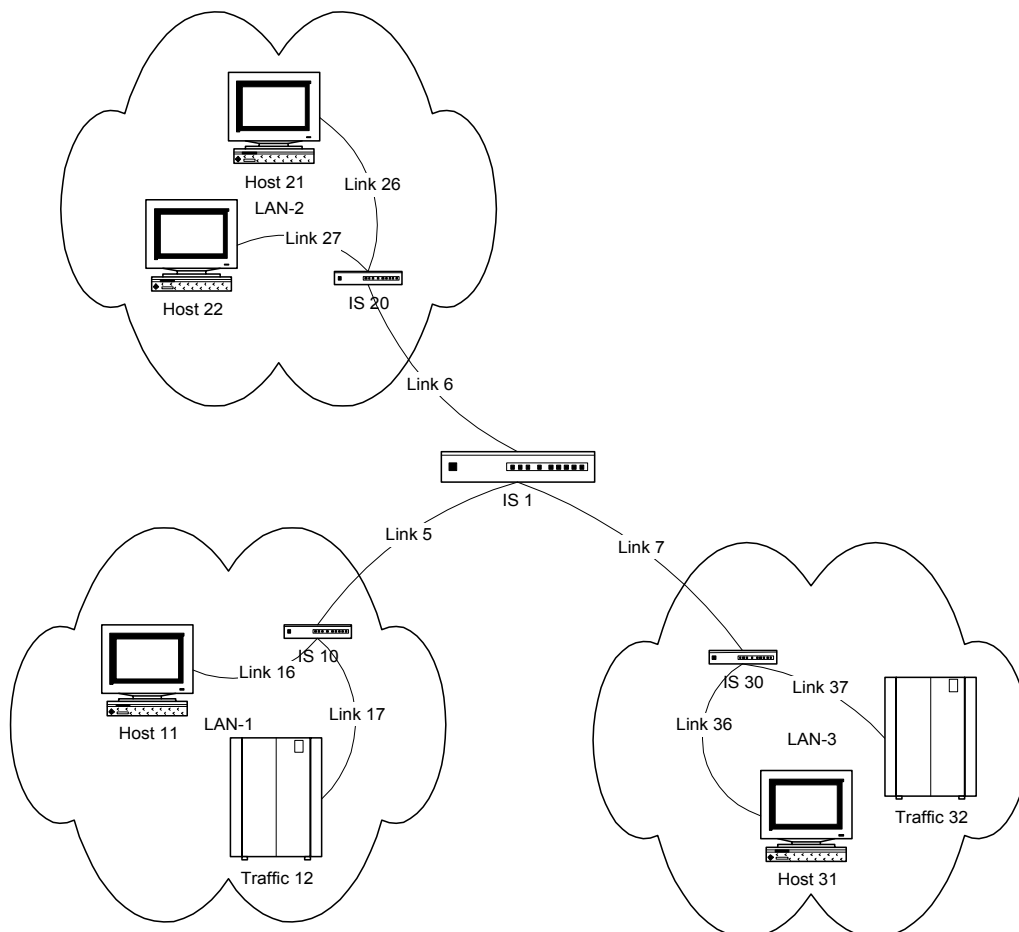 Host 21
Link 26
LAN-2
Link 27
Host 22
IS 20
Link 6
IS 1
Link 5
Link 7
IS 10
Link 16
Host 11
LAN-1
Link 17
Traffic 12
IS 30
Link 37
Link 36
LAN-3
Traffic 32
Host 31